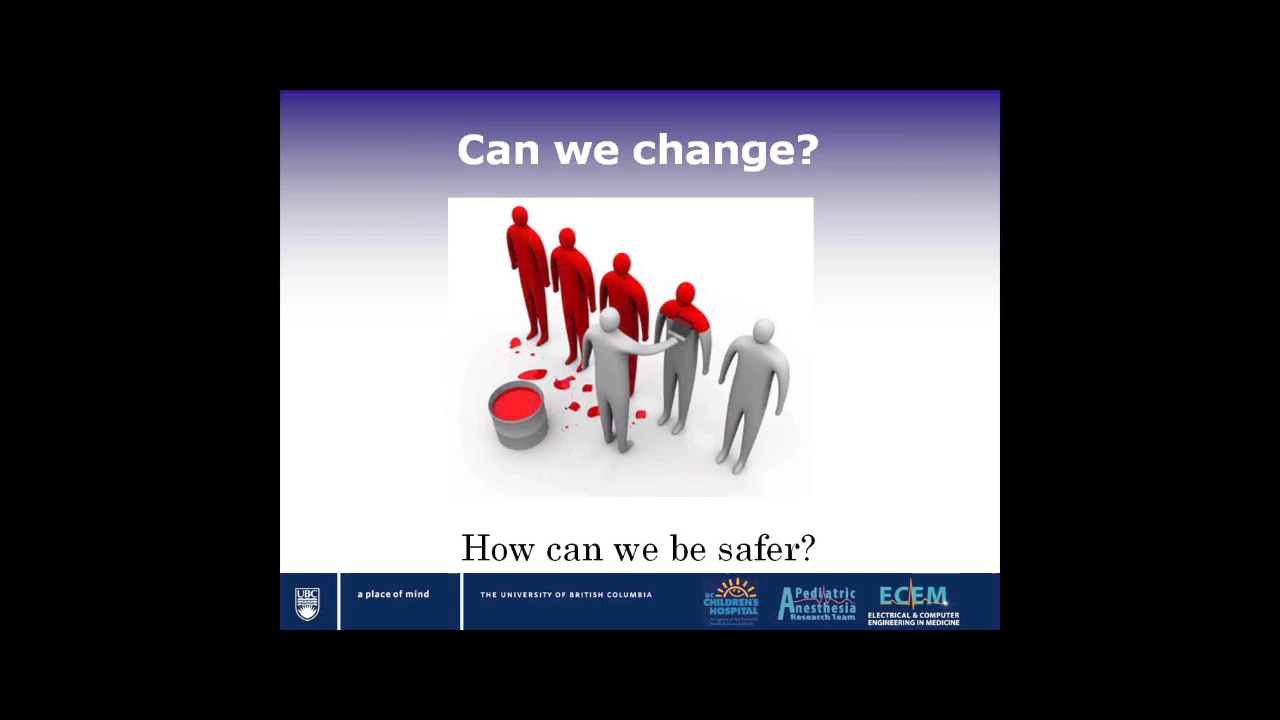 Can we change?
How can we be safer?
UBC
a place of mind
THE UNIVERSITY OF BRITISH COLUMBIA
BC
CHILDREN'S
HOSPITAL
Pediatric
Anesthesia
Research Team
ECEM
ELECTRICAL & COMPUTER
ENGINEERING IN MEDICINE